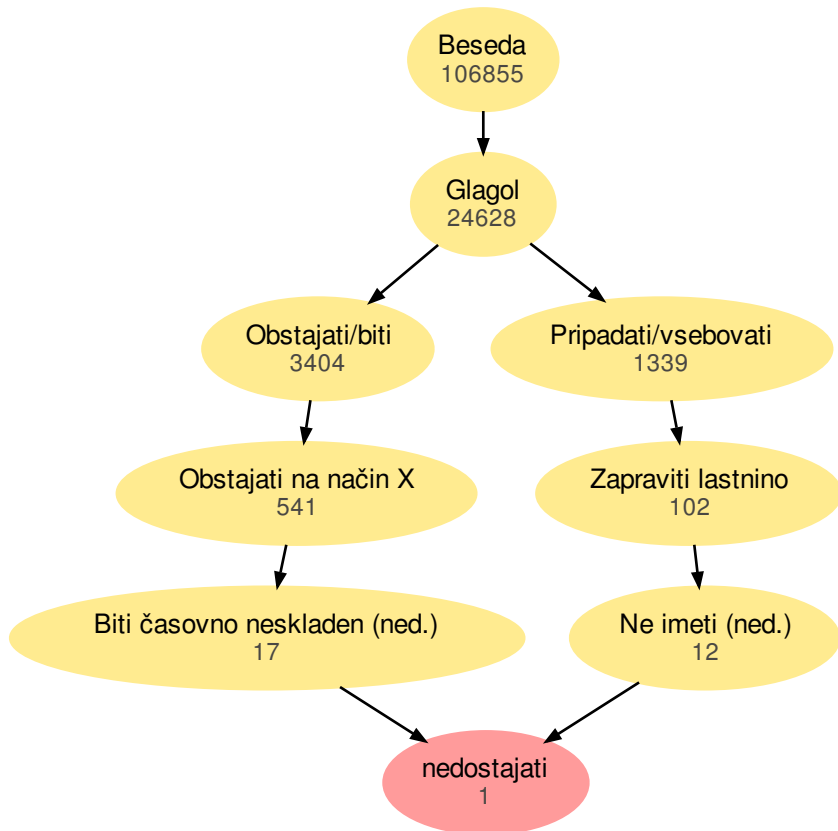 Beseda
106855
Glagol
24628
Obstajati/biti
3404
Pripadati/vsebovati
1339
Obstajati na način X
541
Zapraviti lastnino
102
Biti časovno neskladen (ned.)
17
Ne imeti (ned.)
12
nedostajati
1